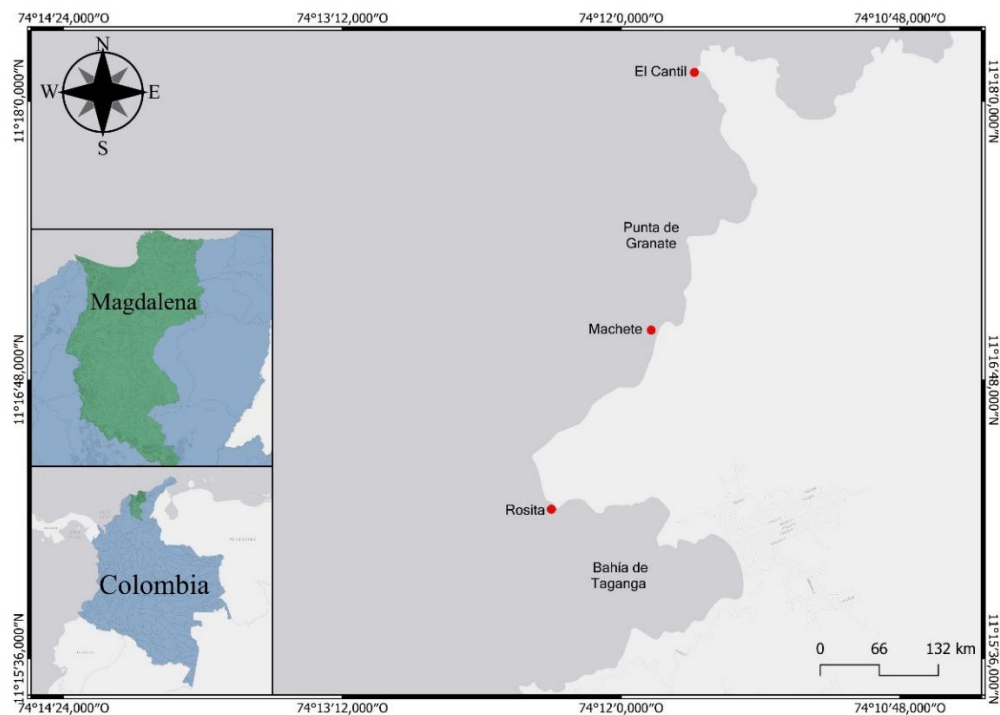 74°14′24,000″O
74°13′12,000″O
74°12′0,000″O
74°10′48,000″O
N
W
E
S
11°18′0,000″N
11°18′0,000″N
El Cantil
Punta de
Granate
Magdalena
Machete
11°16′48,000″N
11°16′48,000″N
Rosita
Colombia
Bahía de
Taganga
0 66 132 km
11°15′36,000″N
11°15′36,000″N
74°14′24,000″O
74°13′12,000″O
74°12′0,000″O
74°10′48,000″O